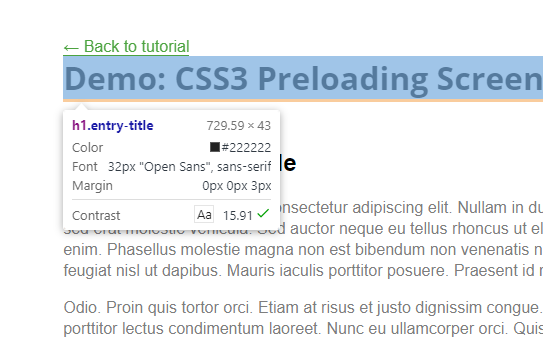 ← Back to tutorial
Demo: CSS3 Preloading Screen
h1.entry-title 729.59 × 43
Color #222222
Font 32px "Open Sans", sans-serif
Margin 0px 0px 3px
Contrast Aa 15.91
consectetur adipiscing elit. Nullam in du
sed erat molestie vehicula. Sed auctor neque eu tellus rhoncus ut el
enim. Phasellus molestie magna non est bibendum non venenatis n
feugiat nisl ut dapibus. Mauris iaculis porttitor posuere. Praesent id
Odio. Proin quis tortor orci. Etiam at risus et justo dignissim congue.
porttitor lectus condimentum laoreet. Nunc eu ullamcorper orci. Quis